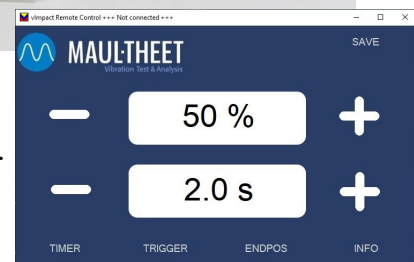 vImpact Remote Control +++ Not connected +++
SAVE
MAUL-THEET
Vibration Test & Analysis
50 %
2.0 s
TIMER TRIGGER ENDPOS INFO